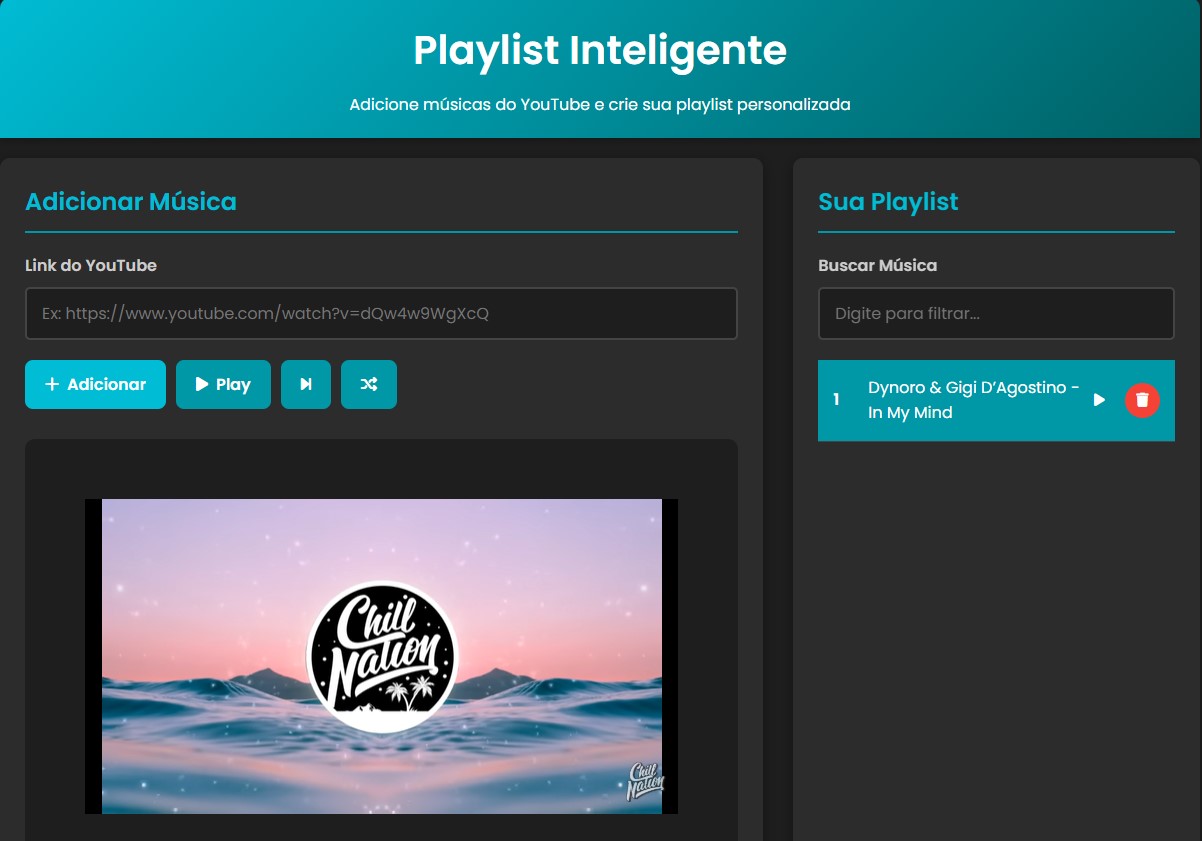 Playlist Inteligente
Adicione músicas do YouTube e crie sua playlist personalizada
Adicionar Música
Link do YouTube
Ex: https://www.youtube.com/watch?v=dQw4w9WgXcQ
Adicionar
Play
Chill
Nation
Chill
Nation
Sua Playlist
Buscar Música
Digite para filtrar...
1
Dynoro & Gigi D’Agostino -
In My Mind